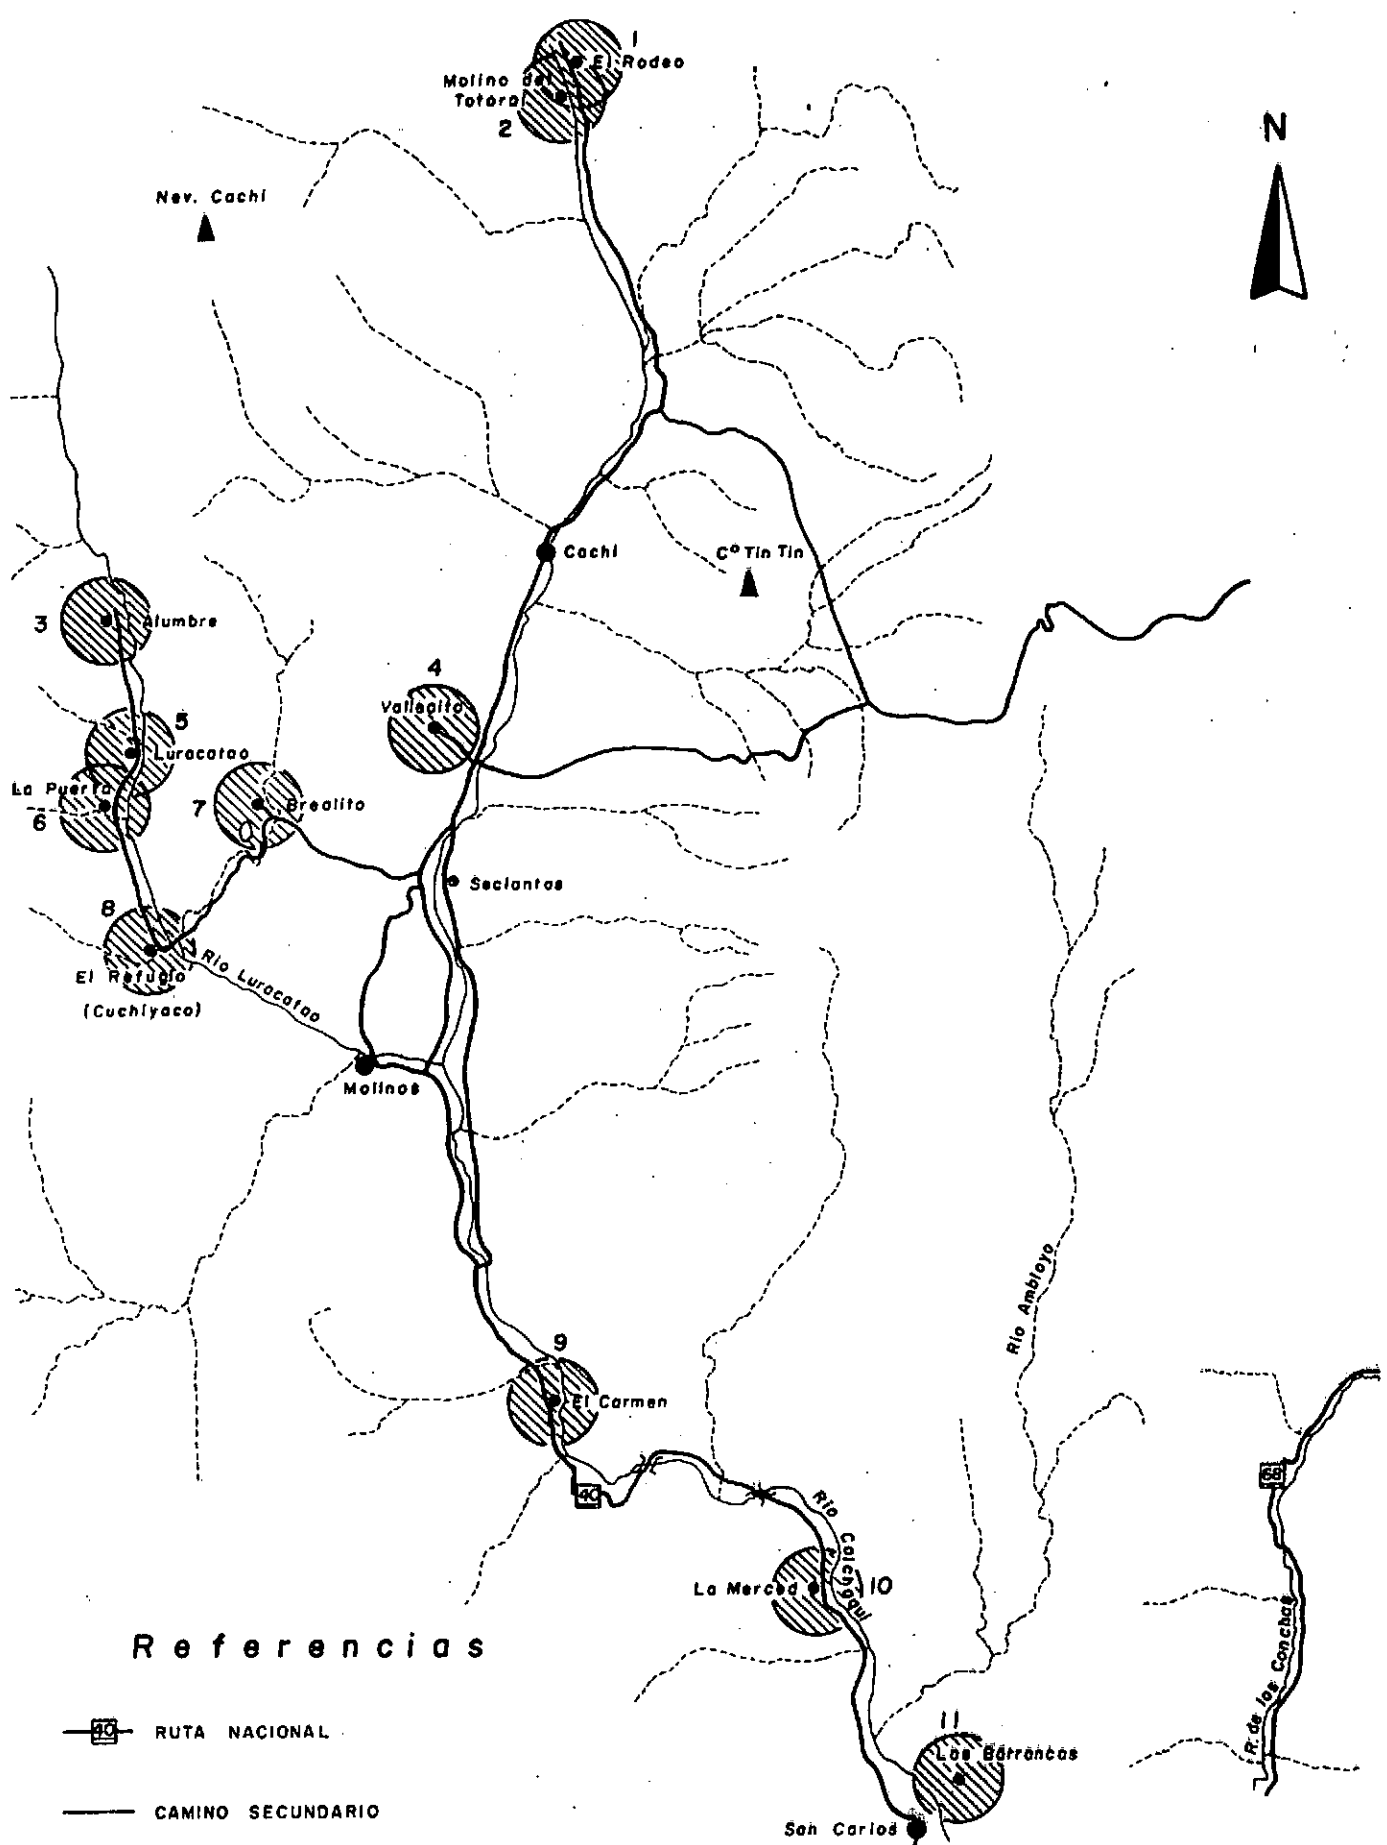 1
El Rodeo
Molino del
Totoral
2
N
Nev. Cachi
Cachi
Cº Tin Tin
3
Alumbre
4
Vallecito
5
Luracatao
La Puerta
6
7
Brealito
Seclantas
8
El Refugio
(Cuchiyaco)
Rio Luracatao
Molinos
Rio Amblayo
9
El Carmen
40
68
Rio Calchaqui
La Merced
10
R. de las Conchas
Referencias
40 RUTA NACIONAL
11
Las Barrancas
CAMINO SECUNDARIO
San Carlos